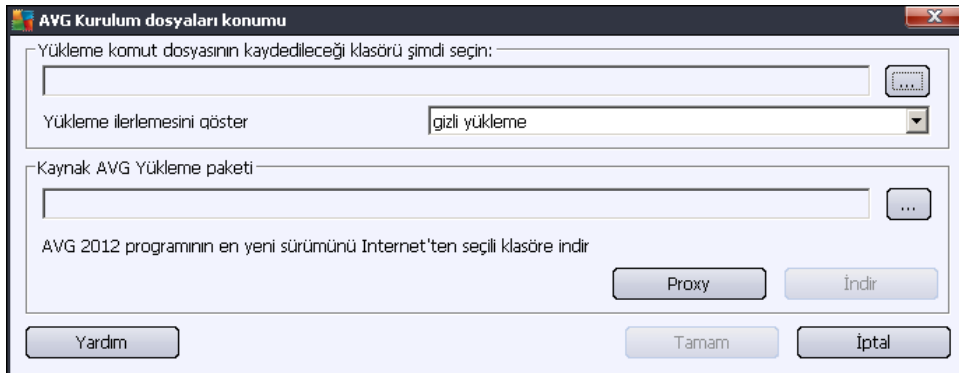 AVG Kurulum dosyaları konumu
Yükleme komut dosyasının kaydedileceği klasörü şimdi seçin:
...
Yükleme ilerlemesini göster
gizli yükleme
Kaynak AVG Yükleme paketi
...
AVG 2012 programının en yeni sürümünü Internet'ten seçili klasöre indir
Proxy
İndir
Yardım
Tamam
İptal